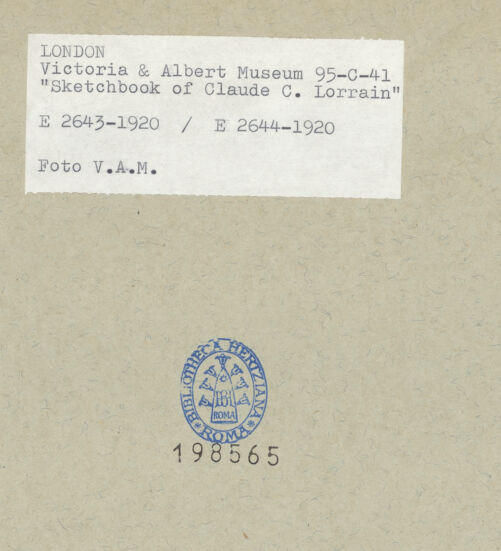 LONDON
Victoria & Albert Museum 95-C-41
"Sketchbook of Claude C. Lorrain"
E 2643-1920 / E 2644-1920
Foto V.A.M.
BIBLIOTHECA HERTZIANA
BH
ROMA
* ROMA *
198565